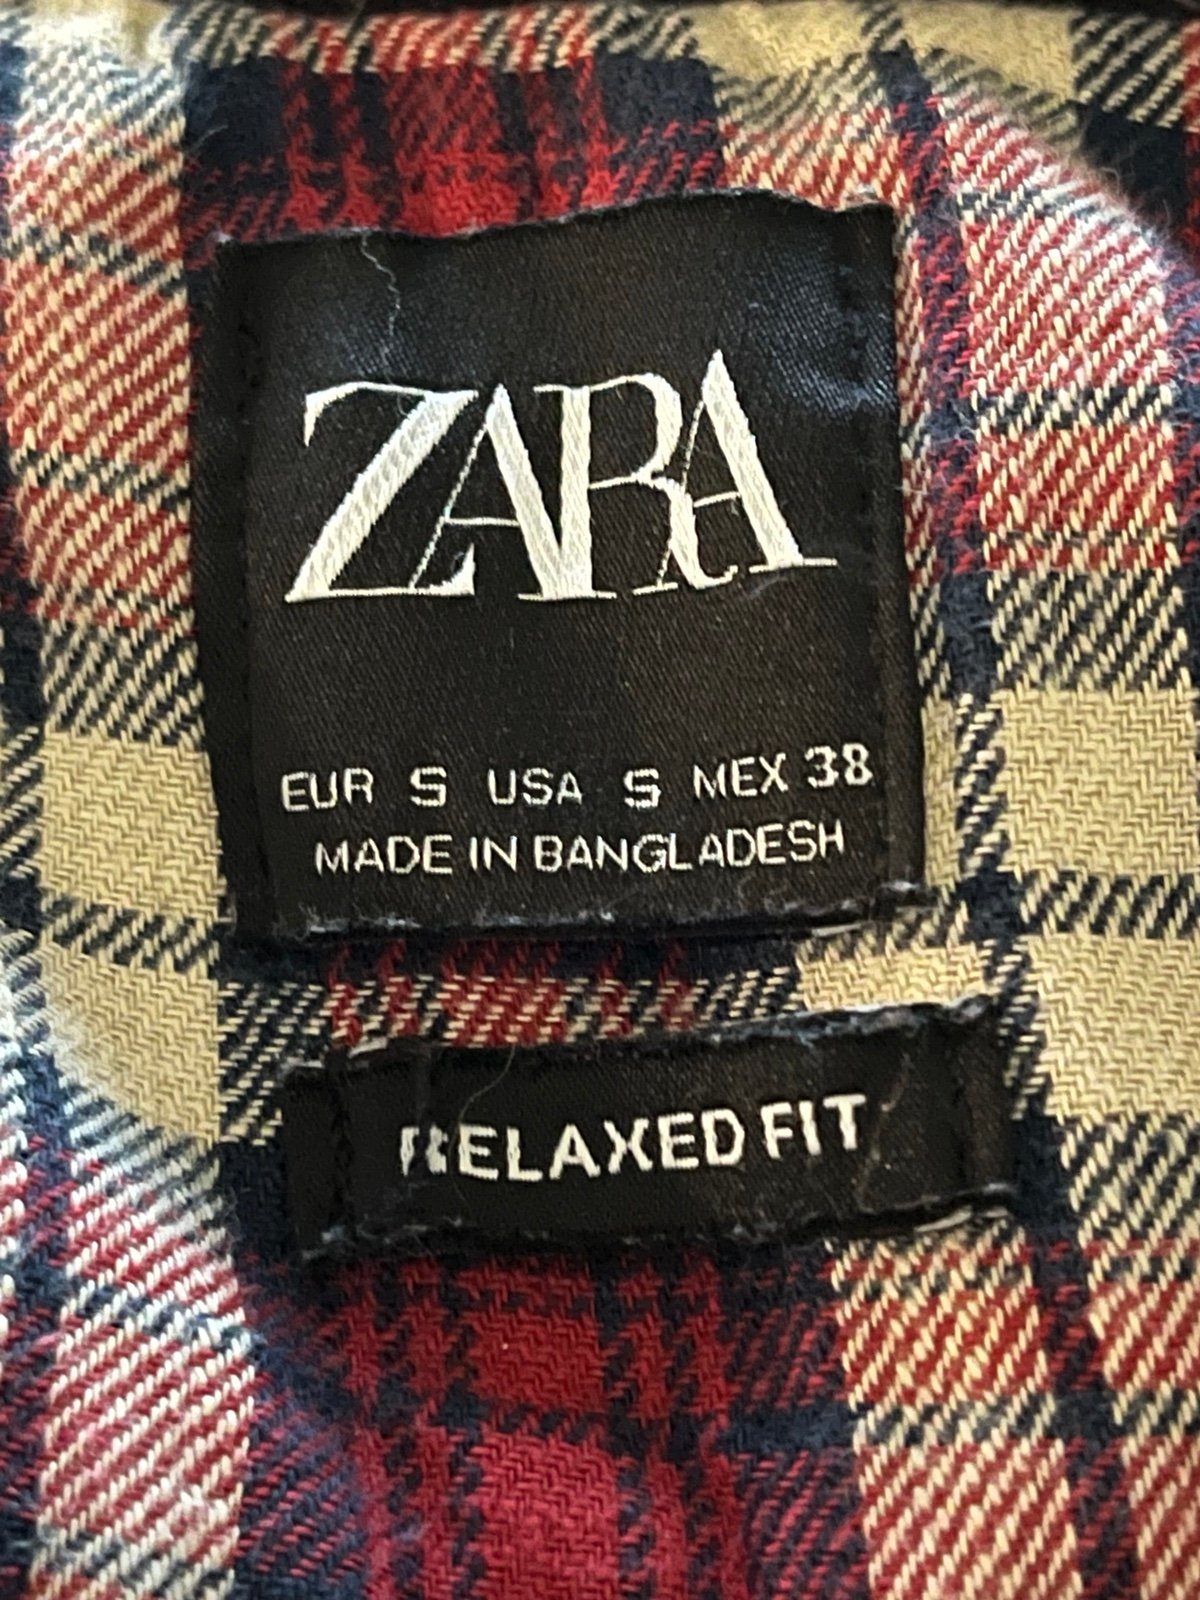 ZARA
EUR S USA S MEX 38
MADE IN BANGLADESH
RELAXED FIT